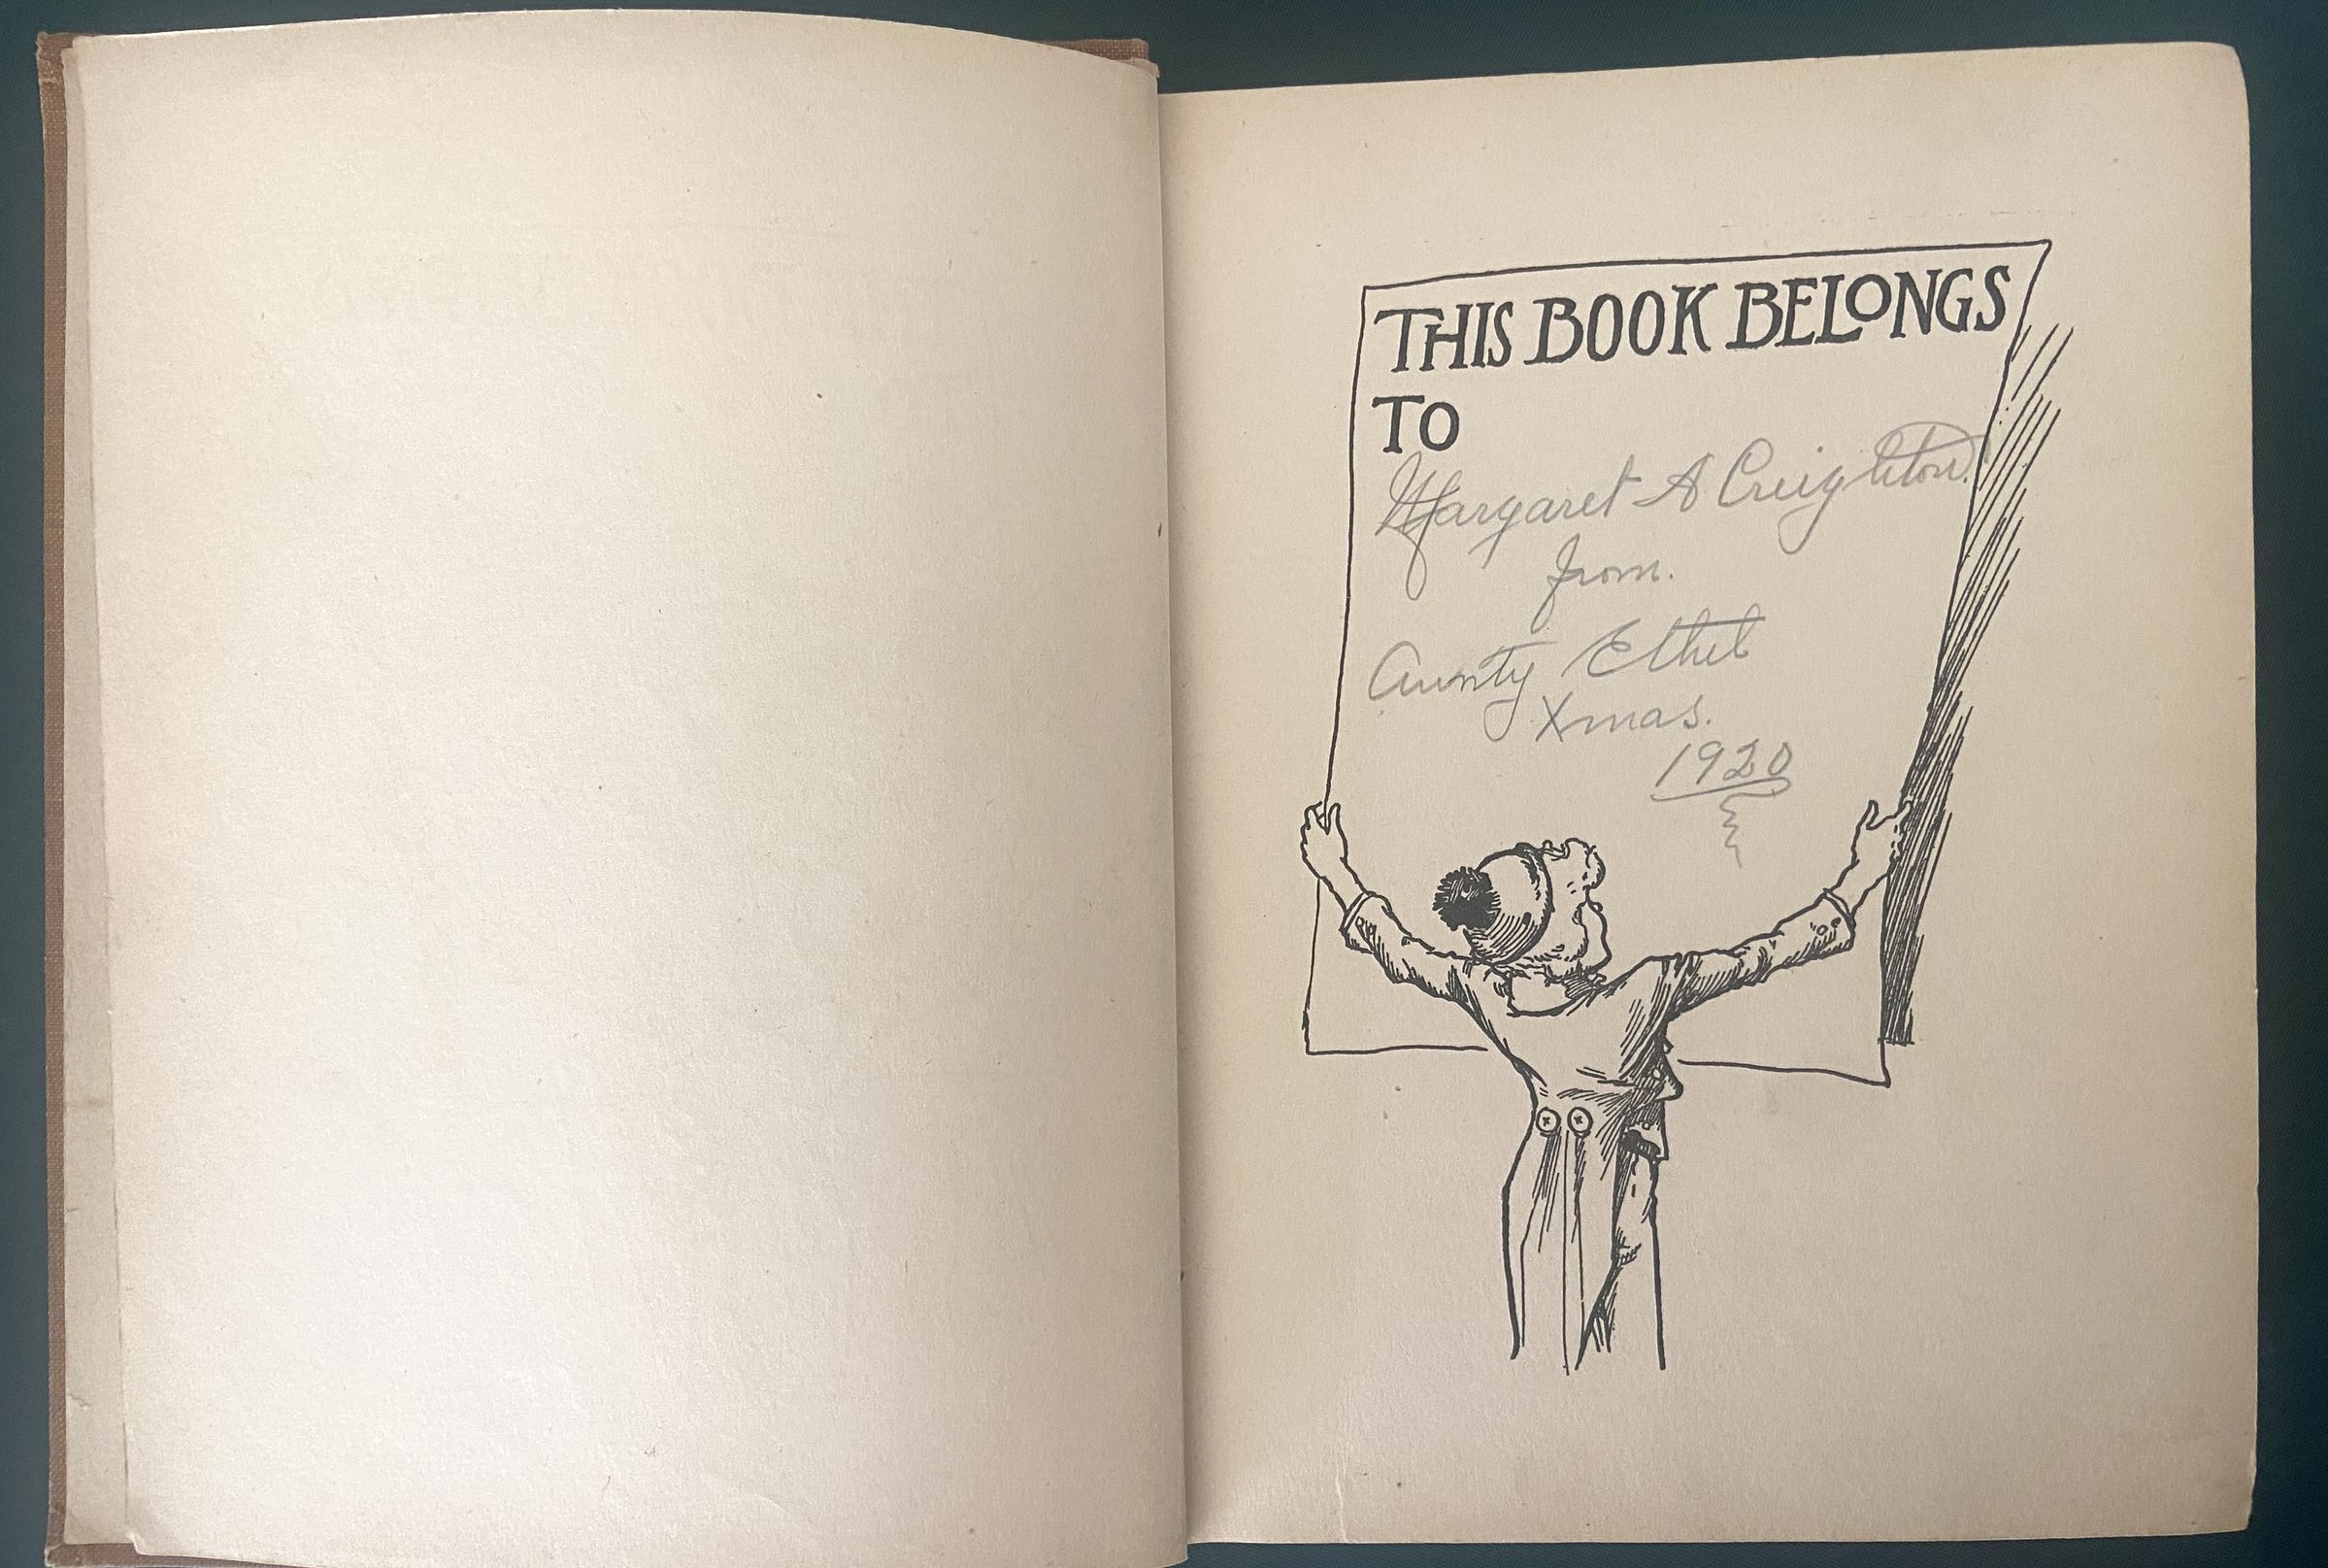 THIS BOOK BELONGS
TO
Margaret A Creighton.
from.
Aunty Ethel
Xmas.
1920